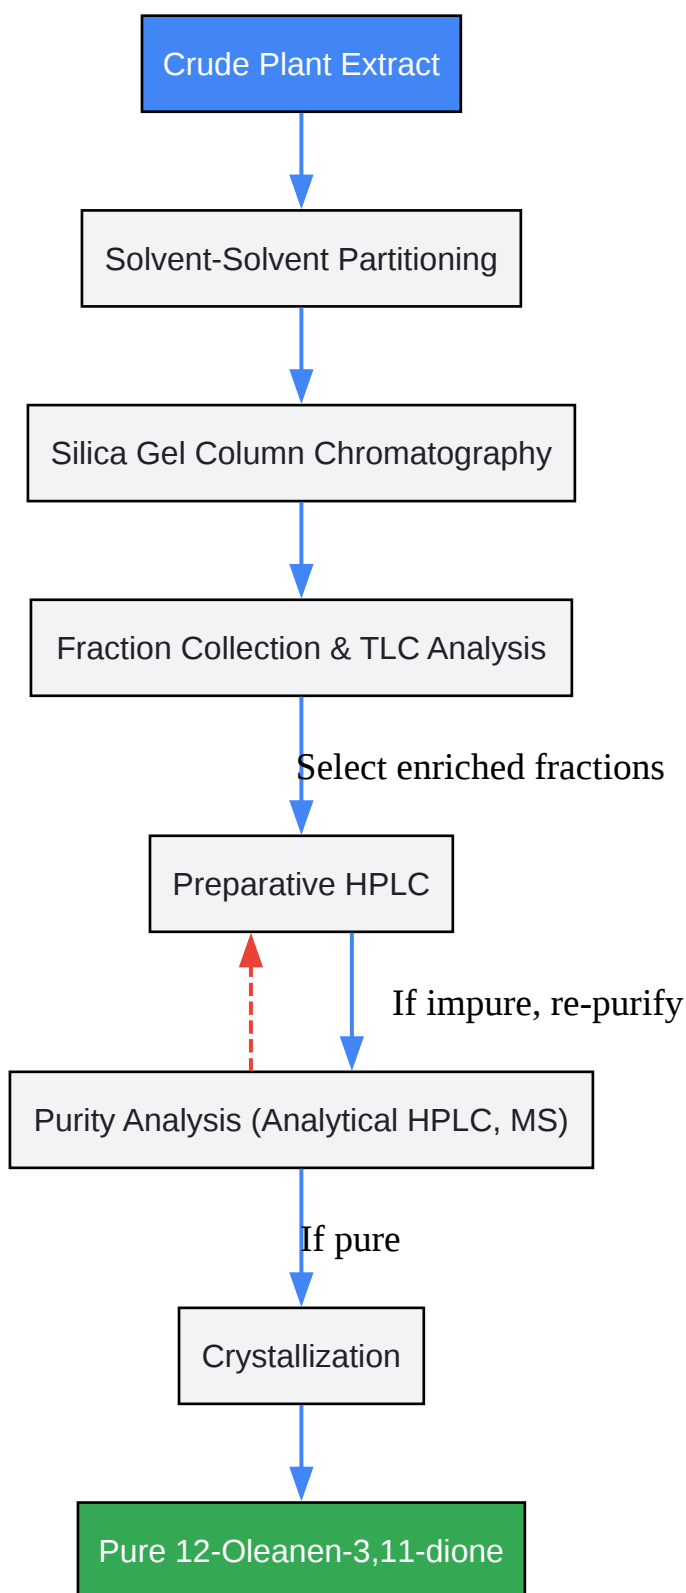 Crude Plant Extract
Solvent-Solvent Partitioning
Silica Gel Column Chromatography
Fraction Collection & TLC Analysis
Select enriched fractions
Preparative HPLC
If impure, re-purify
Purity Analysis (Analytical HPLC, MS)
If pure
Crystallization
Pure 12-Oleanen-3,11-dione